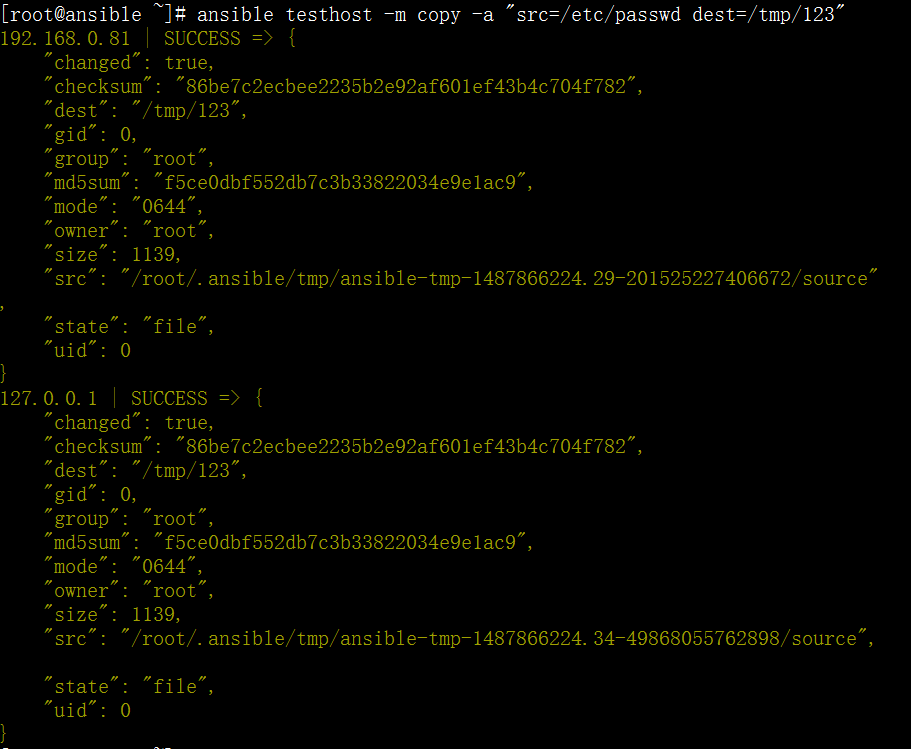 [root@ansible ~]# ansible testhost -m copy -a "src=/etc/passwd dest=/tmp/123"
192.168.0.81 | SUCCESS => {
    "changed": true,
    "checksum": "86be7c2ecbee2235b2e92af601ef43b4c704f782",
    "dest": "/tmp/123",
    "gid": 0,
    "group": "root",
    "md5sum": "f5ce0dbf552db7c3b33822034e9e1ac9",
    "mode": "0644",
    "owner": "root",
    "size": 1139,
    "src": "/root/.ansible/tmp/ansible-tmp-1487866224.29-201525227406672/source"
,
    "state": "file",
    "uid": 0
}
127.0.0.1 | SUCCESS => {
    "changed": true,
    "checksum": "86be7c2ecbee2235b2e92af601ef43b4c704f782",
    "dest": "/tmp/123",
    "gid": 0,
    "group": "root",
    "md5sum": "f5ce0dbf552db7c3b33822034e9e1ac9",
    "mode": "0644",
    "owner": "root",
    "size": 1139,
    "src": "/root/.ansible/tmp/ansible-tmp-1487866224.34-49868055762898/source",
    "state": "file",
    "uid": 0
}